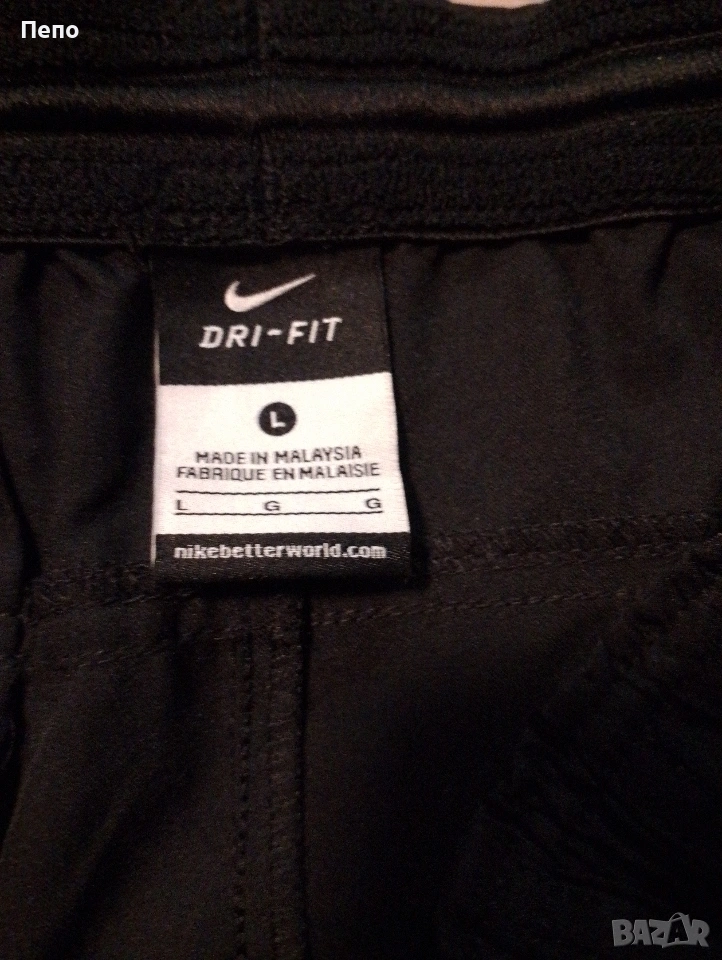 Пепо
DRI-FIT
L
MADE IN MALAYSIA
FABRIQUE EN MALAISIE
L G G
nikebetterworld.com
BAZAR